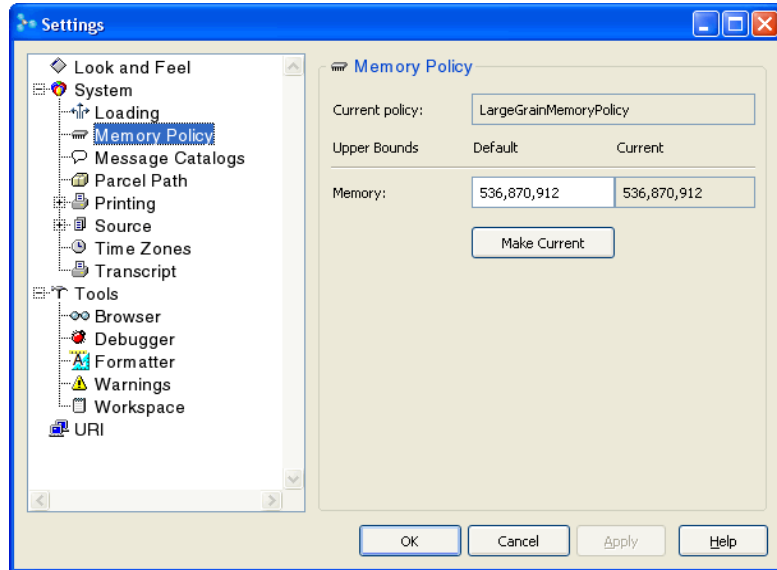 Settings
Look and Feel
System
Loading
Memory Policy
Message Catalogs
Parcel Path
Printing
Source
Time Zones
Transcript
Tools
Browser
Debugger
Formatter
Warnings
Workspace
URI
Memory Policy
Current policy: LargeGrainMemoryPolicy
Upper Bounds Default Current
Memory: 536,870,912 536,870,912
Make Current
OK Cancel Apply Help